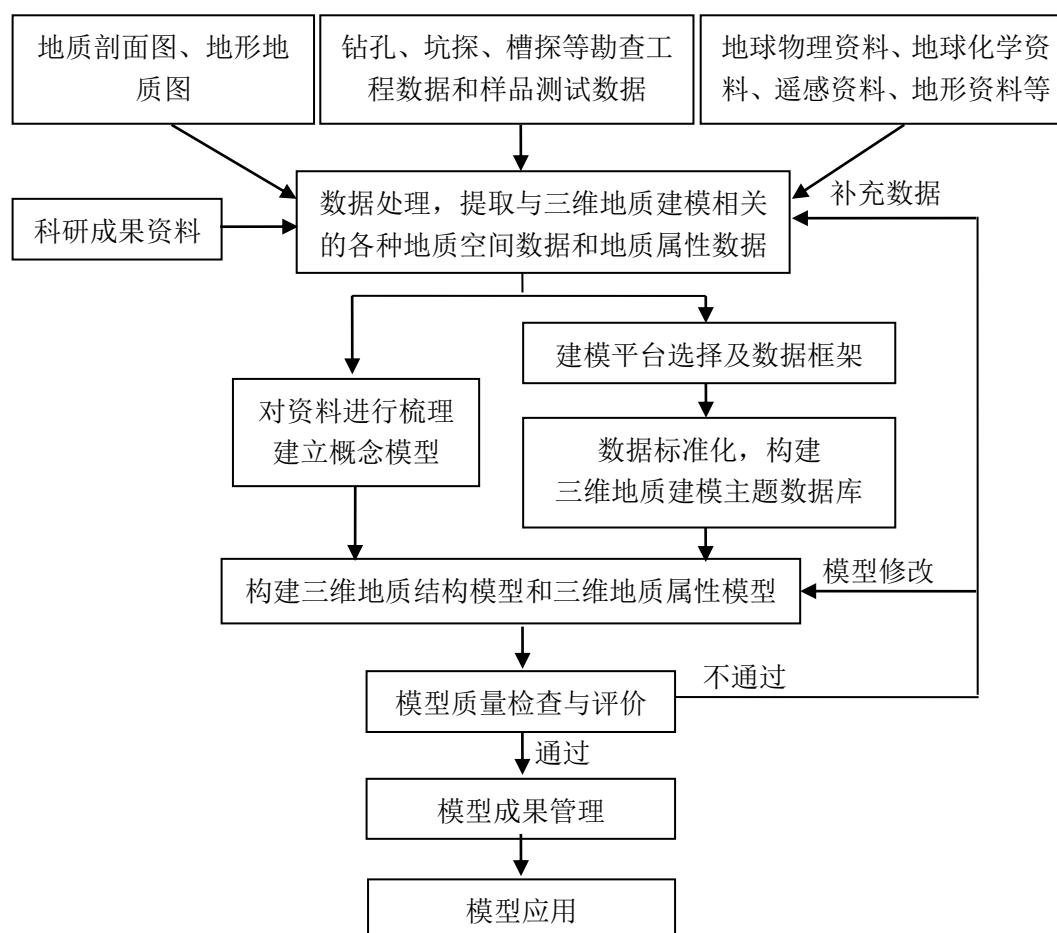 地质剖面图、地形地
质图
钻孔、坑探、槽探等勘查工
程数据和样品测试数据
地球物理资料、地球化学资
料、遥感资料、地形资料等
补充数据
科研成果资料
数据处理，提取与三维地质建模相关
的各种地质空间数据和地质属性数据
建模平台选择及数据框架
对资料进行梳理
建立概念模型
数据标准化，构建
三维地质建模主题数据库
模型修改
构建三维地质结构模型和三维地质属性模型
不通过
模型质量检查与评价
通过
模型成果管理
模型应用